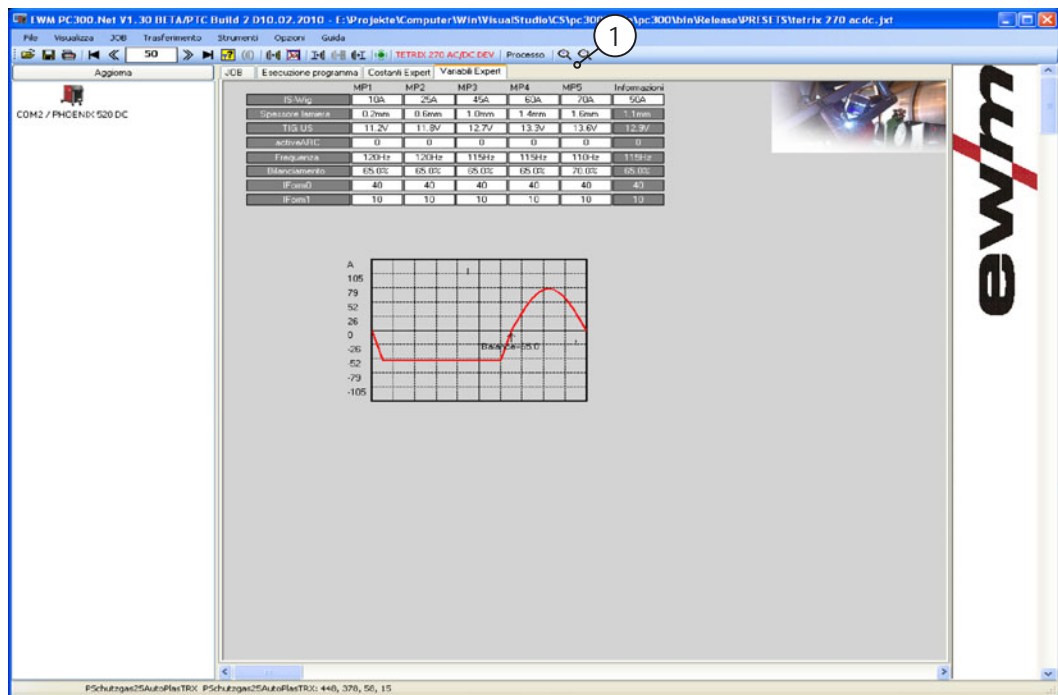 EWM PC300.Net V1.30 BETA/PTC Build 2 D10.02.2010 - E:\Projekte\Computer\Win\VisualStudio\CS\pc300\bin\Release\PRESETS\tetrix 270 acdc.jxt
File Visualizza JOB Trasferimento Strumenti Opzioni Guida
50 TETRIX 270 AC/DC DEV Processo
1
Aggiorna
JOB Esecuzione programma Costanti Expert Variabili Expert
COM2 / PHOENIX 520 DC
MP1 MP2 MP3 MP4 MP5 Informazioni
IS-Wig 10A 25A 45A 60A 70A 50A
Spessore lamiera 0.2mm 0.6mm 1.0mm 1.4mm 1.6mm 1.1mm
TIG US 11.2V 11.8V 12.7V 13.3V 13.6V 12.9V
activeARC 0 0 0 0 0 0
Frequenza 120Hz 120Hz 115Hz 115Hz 110Hz 115Hz
Bilanciamento 65.0% 65.0% 65.0% 65.0% 70.0% 65.0%
IForm0 40 40 40 40 40 40
IForm1 10 10 10 10 10 10
ewm
A
I
105
79
52
26
0
Balance=65.0
t
-26
-52
-79
-105
PSchutzgas25AutoPlasTRX PSchutzgas25AutoPlasTRX: 448, 378, 58, 15